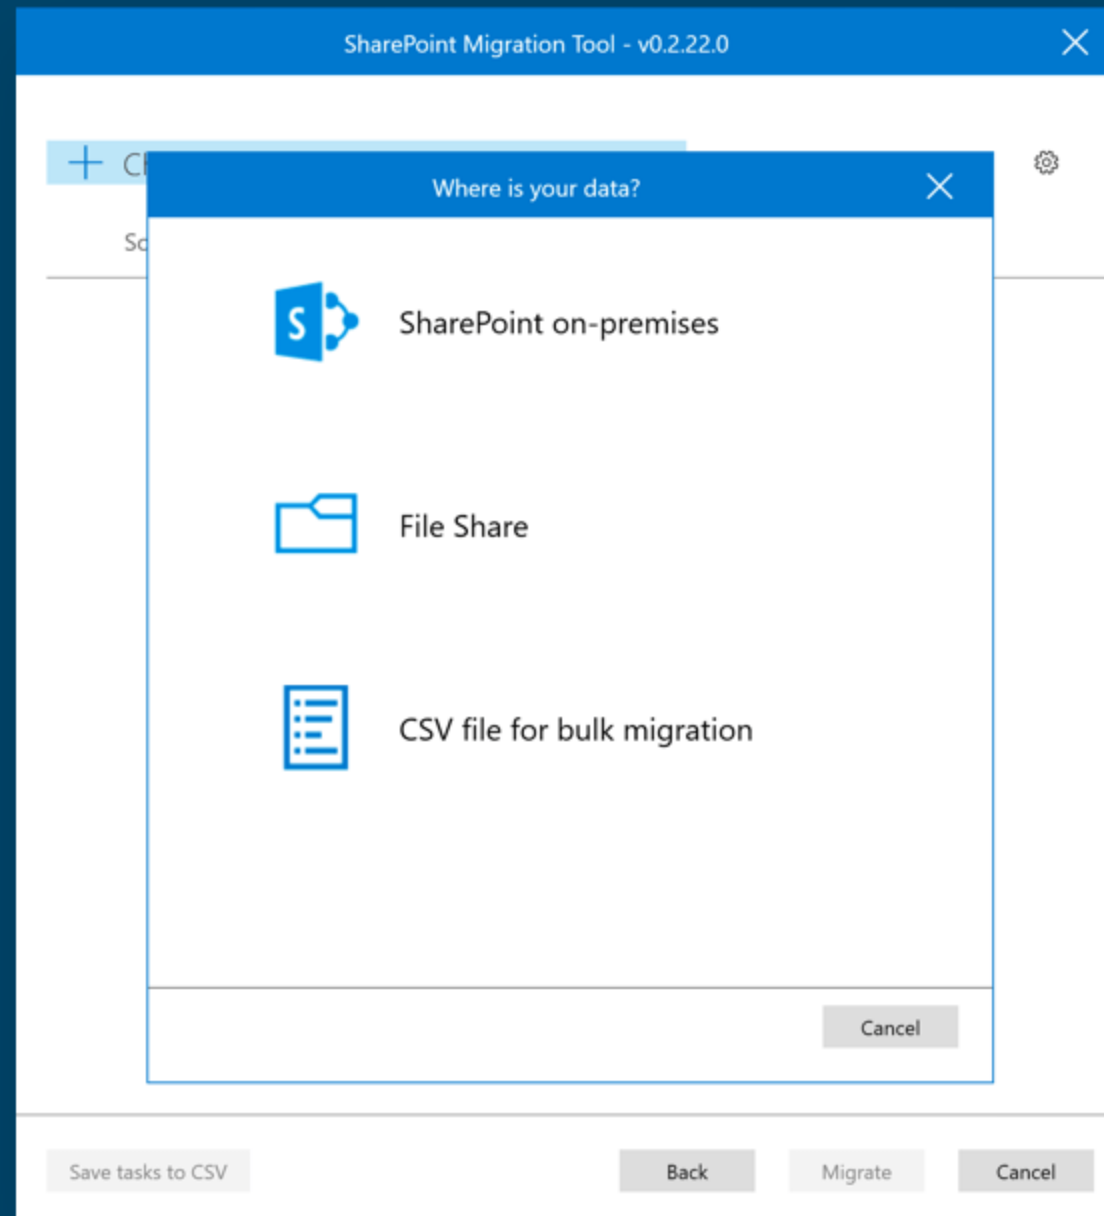 SharePoint Migration Tool - v0.2.22.0
Where is your data?
S
SharePoint on-premises
File Share
CSV file for bulk migration
Cancel
Save tasks to CSV
Back
Migrate
Cancel